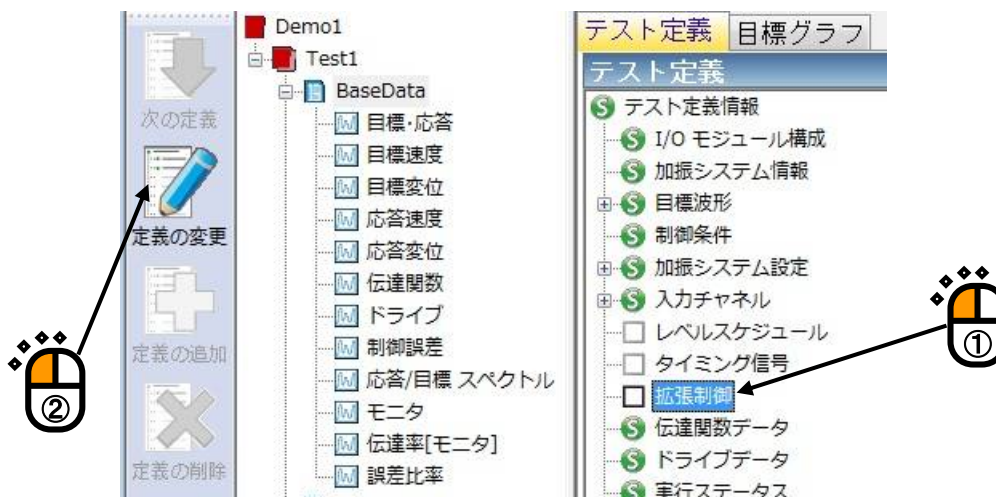 次の定義
定義の変更
定義の追加
定義の削除
②
Demo1
Test1
BaseData
目標・応答
目標速度
目標変位
応答速度
応答変位
伝達関数
ドライブ
制御誤差
応答/目標 スペクトル
モニタ
伝達率[モニタ]
誤差比率
テスト定義 目標グラフ
テスト定義
テスト定義情報
I/O モジュール構成
加振システム情報
目標波形
制御条件
加振システム設定
入力チャネル
レベルスケジュール
タイミング信号
拡張制御
伝達関数データ
ドライブデータ
実行ステータス
①